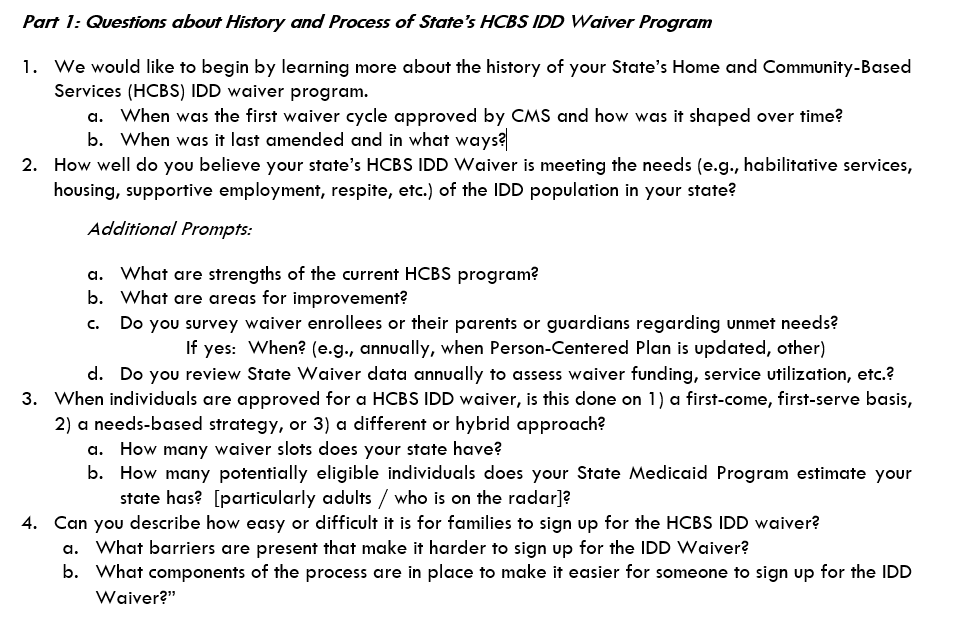 Part 1: Questions about History and Process of State's HCBS IDD Waiver Program
1. We would like to begin by learning more about the history of your State's Home and Community-Based
Services (HCBS) IDD waiver program.
a. When was the first waiver cycle approved by CMS and how was it shaped over time?
b. When was it last amended and in what ways?
2. How well do you believe your state's HCBS IDD Waiver is meeting the needs (e.g., habilitative services,
housing, supportive employment, respite, etc.) of the IDD population in your state?
Additional Prompts:
a. What are strengths of the current HCBS program?
b. What are areas for improvement?
c. Do you survey waiver enrollees or their parents or guardians regarding unmet needs?
If yes: When? (e.g., annually, when Person-Centered Plan is updated, other)
d. Do you review State Waiver data annually to assess waiver funding, service utilization, etc.?
3. When individuals are approved for a HCBS IDD waiver, is this done on 1) a first-come, first-serve basis,
2) a needs-based strategy, or 3) a different or hybrid approach?
a. How many waiver slots does your state have?
b. How many potentially eligible individuals does your State Medicaid Program estimate your
state has? [particularly adults / who is on the radar]?
4. Can you describe how easy or difficult it is for families to sign up for the HCBS IDD waiver?
a. What barriers are present that make it harder to sign up for the IDD Waiver?
b. What components of the process are in place to make it easier for someone to sign up for the IDD
Waiver?"